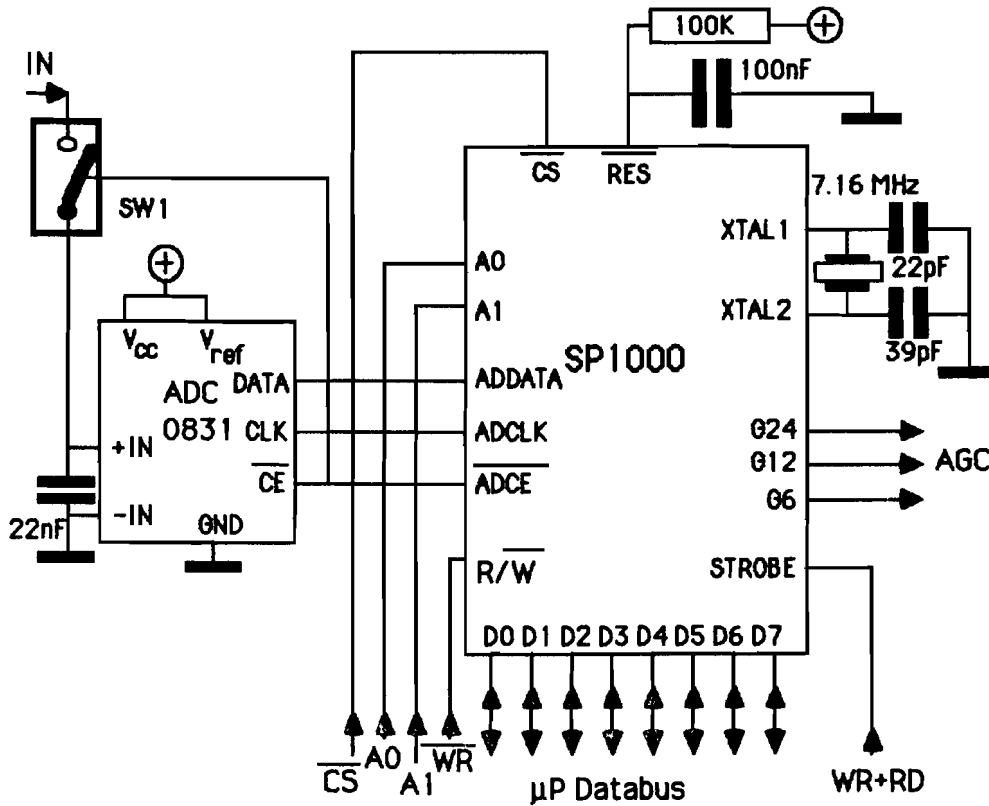 100K
+
IN
100nF
CS
RES
7.16 MHz
SW1
XTAL1
A0
22pF
+
A1
XTAL2
Vcc
Vref
SP1000
39pF
DATA
ADDATA
ADC
0831
CLK
ADCLK
G24
+IN
G12
AGC
CE
ADCE
G6
22nF
-IN
GND
R/W
STROBE
D0 D1 D2 D3 D4 D5 D6 D7
CS
A0
A1
WR
µP Databus
WR+RD